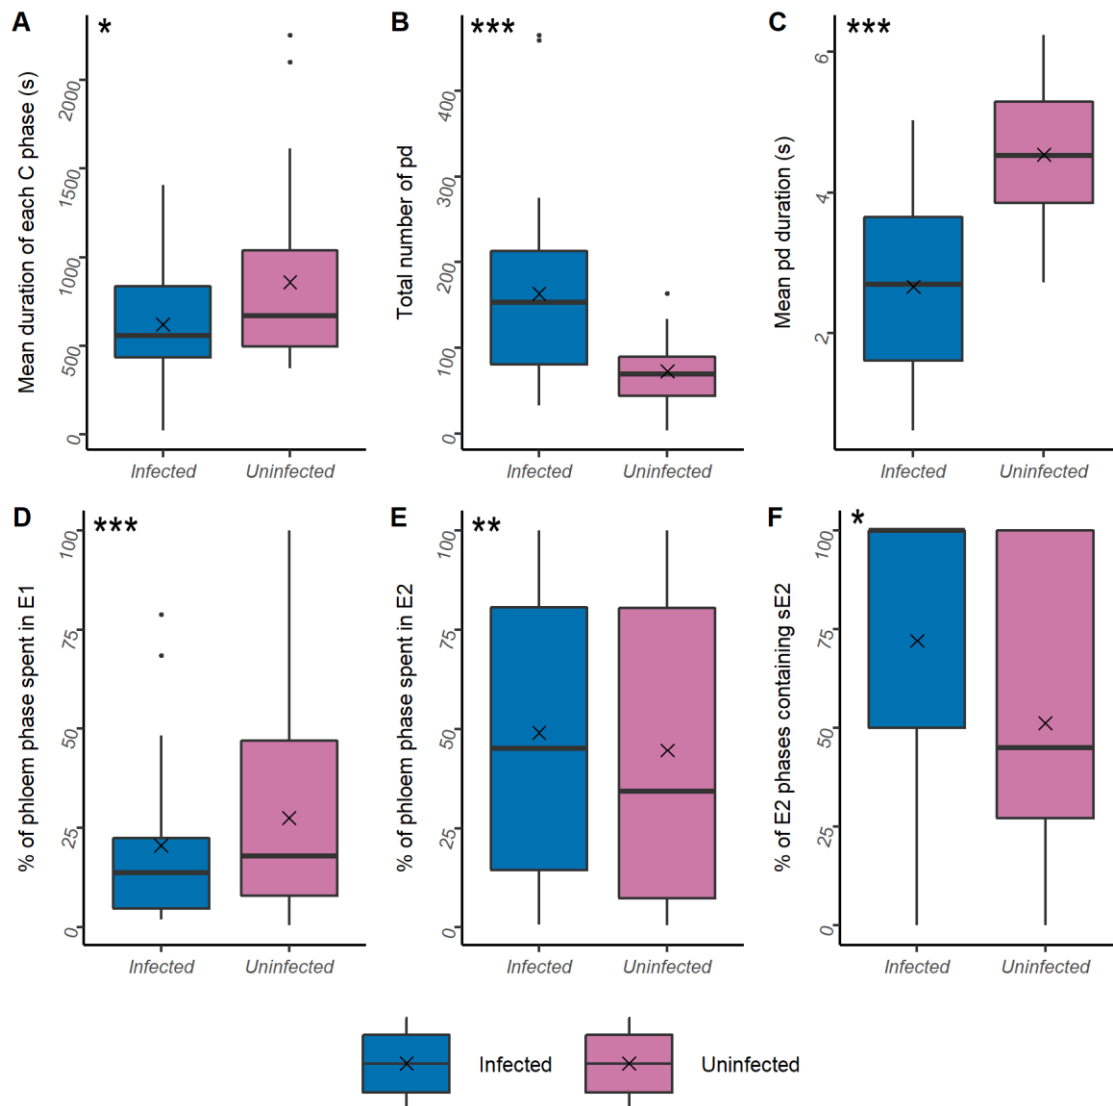 A
*
Mean duration of each C phase (s)
2000
1500
1000
500
0
Infected
Uninfected
B
***
Total number of pd
400
300
200
100
0
Infected
Uninfected
C
***
Mean pd duration (s)
6
4
2
Infected
Uninfected
D
***
% of phloem phase spent in E1
100
75
50
25
0
Infected
Uninfected
E
**
% of phloem phase spent in E2
100
75
50
25
0
Infected
Uninfected
F
*
% of E2 phases containing sE2
100
75
50
25
0
Infected
Uninfected
Infected
Uninfected